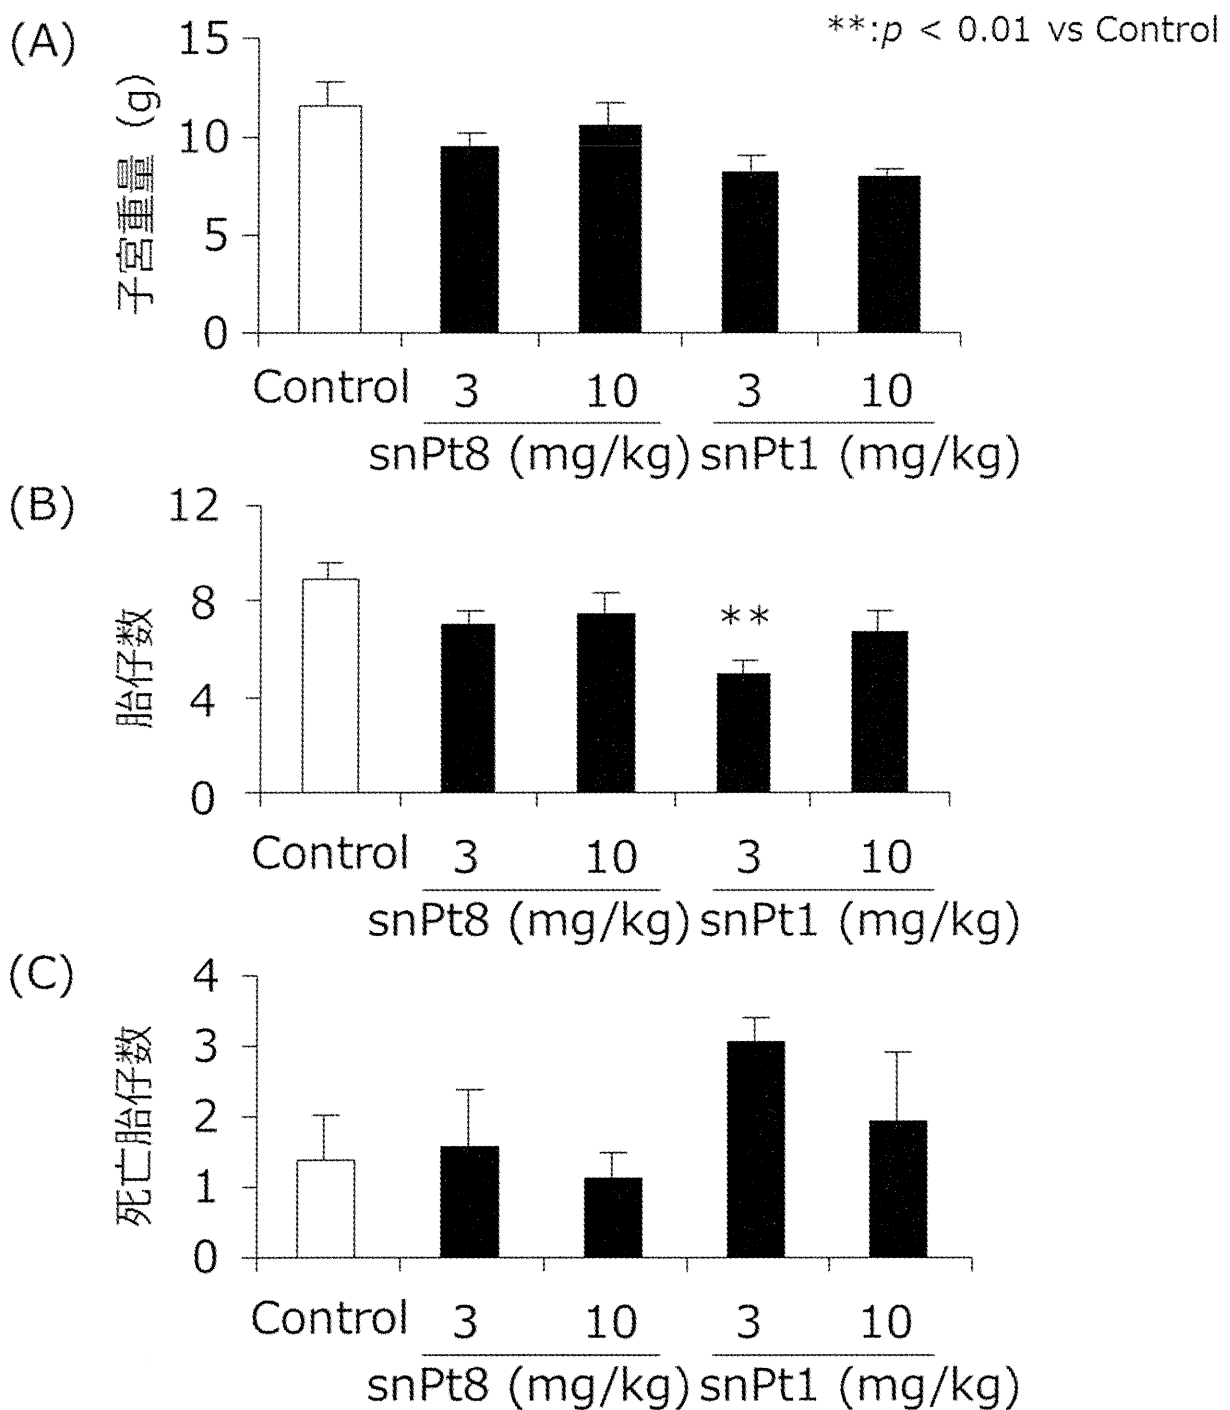 **:p < 0.01 vs Control
(A)
子宮重量 (g)
15
10
5
0
Control 3 10 3 10
snPt8 (mg/kg) snPt1 (mg/kg)
(B)
胎仔数
12
8
4
0
**
Control 3 10 3 10
snPt8 (mg/kg) snPt1 (mg/kg)
(C)
死亡胎仔数
4
3
2
1
0
Control 3 10 3 10
snPt8 (mg/kg) snPt1 (mg/kg)